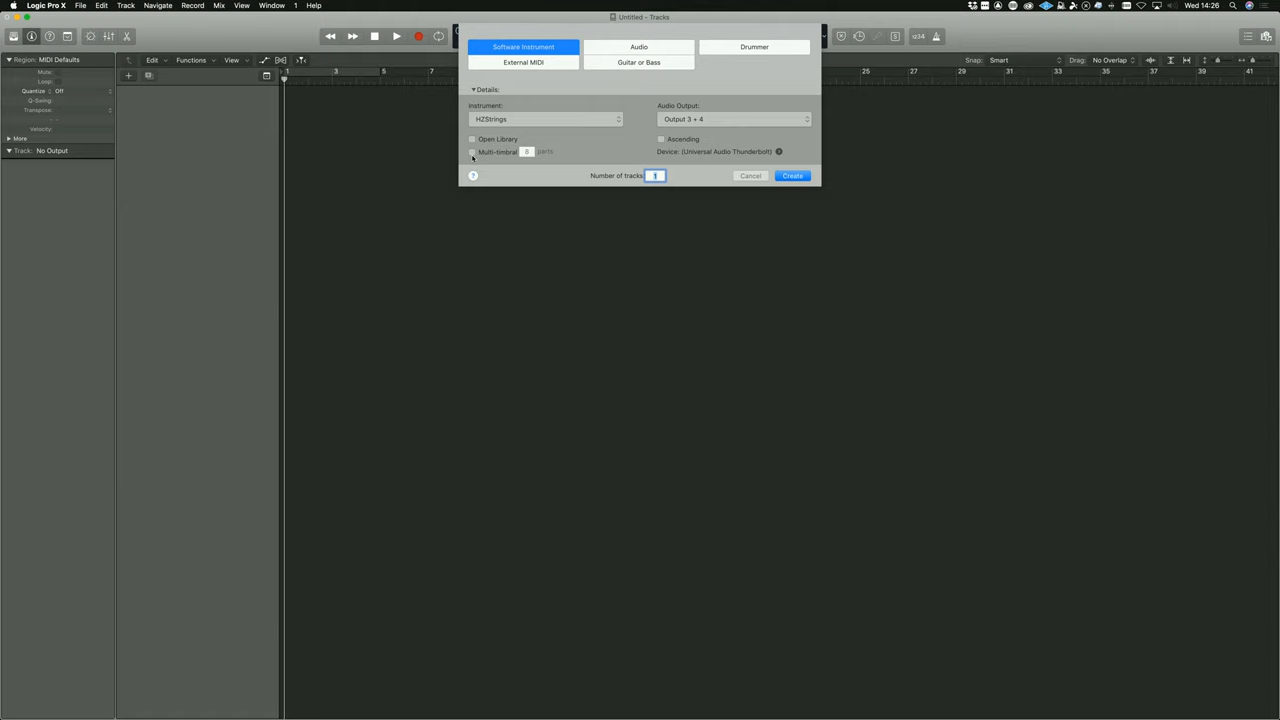 Logic Pro X File Edit Track Navigate Record Mix View Window 1 Help Wed 14:26
Untitled - Tracks
Region: MIDI Defaults
Mute:
Loop:
Quantize Off
Q-Swing:
Transpose:
Velocity:
More
Track: No Output
Edit Functions View
Snap: Smart Drag: No Overlap
1 3 5 7 25 27 29 31 33 35 37 39 41
Software Instrument Audio Drummer
External MIDI Guitar or Bass
Details:
Instrument: Audio Output:
HZStrings Output 3 + 4
Open Library Ascending
Multi-timbral 8 parts Device: (Universal Audio Thunderbolt)
? Number of tracks: 1 Cancel Create